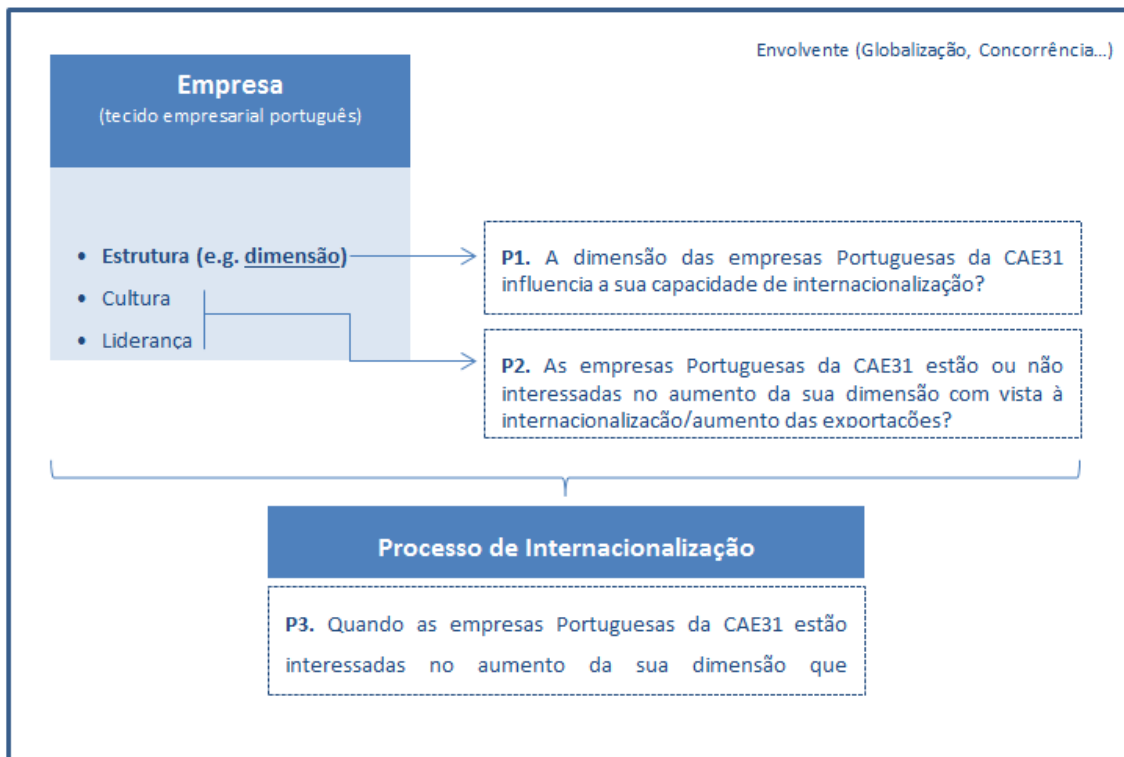 Envolvente (Globalização, Concorrência...)
Empresa
(tecido empresarial português)
• Estrutura (e.g. dimensão)
• Cultura
• Liderança
P1. A dimensão das empresas Portuguesas da CAE31
influencia a sua capacidade de internacionalização?
P2. As empresas Portuguesas da CAE31 estão ou não
interessadas no aumento da sua dimensão com vista à
internacionalização/aumento das exportações?
Processo de Internacionalização
P3. Quando as empresas Portuguesas da CAE31 estão
interessadas no aumento da sua dimensão que